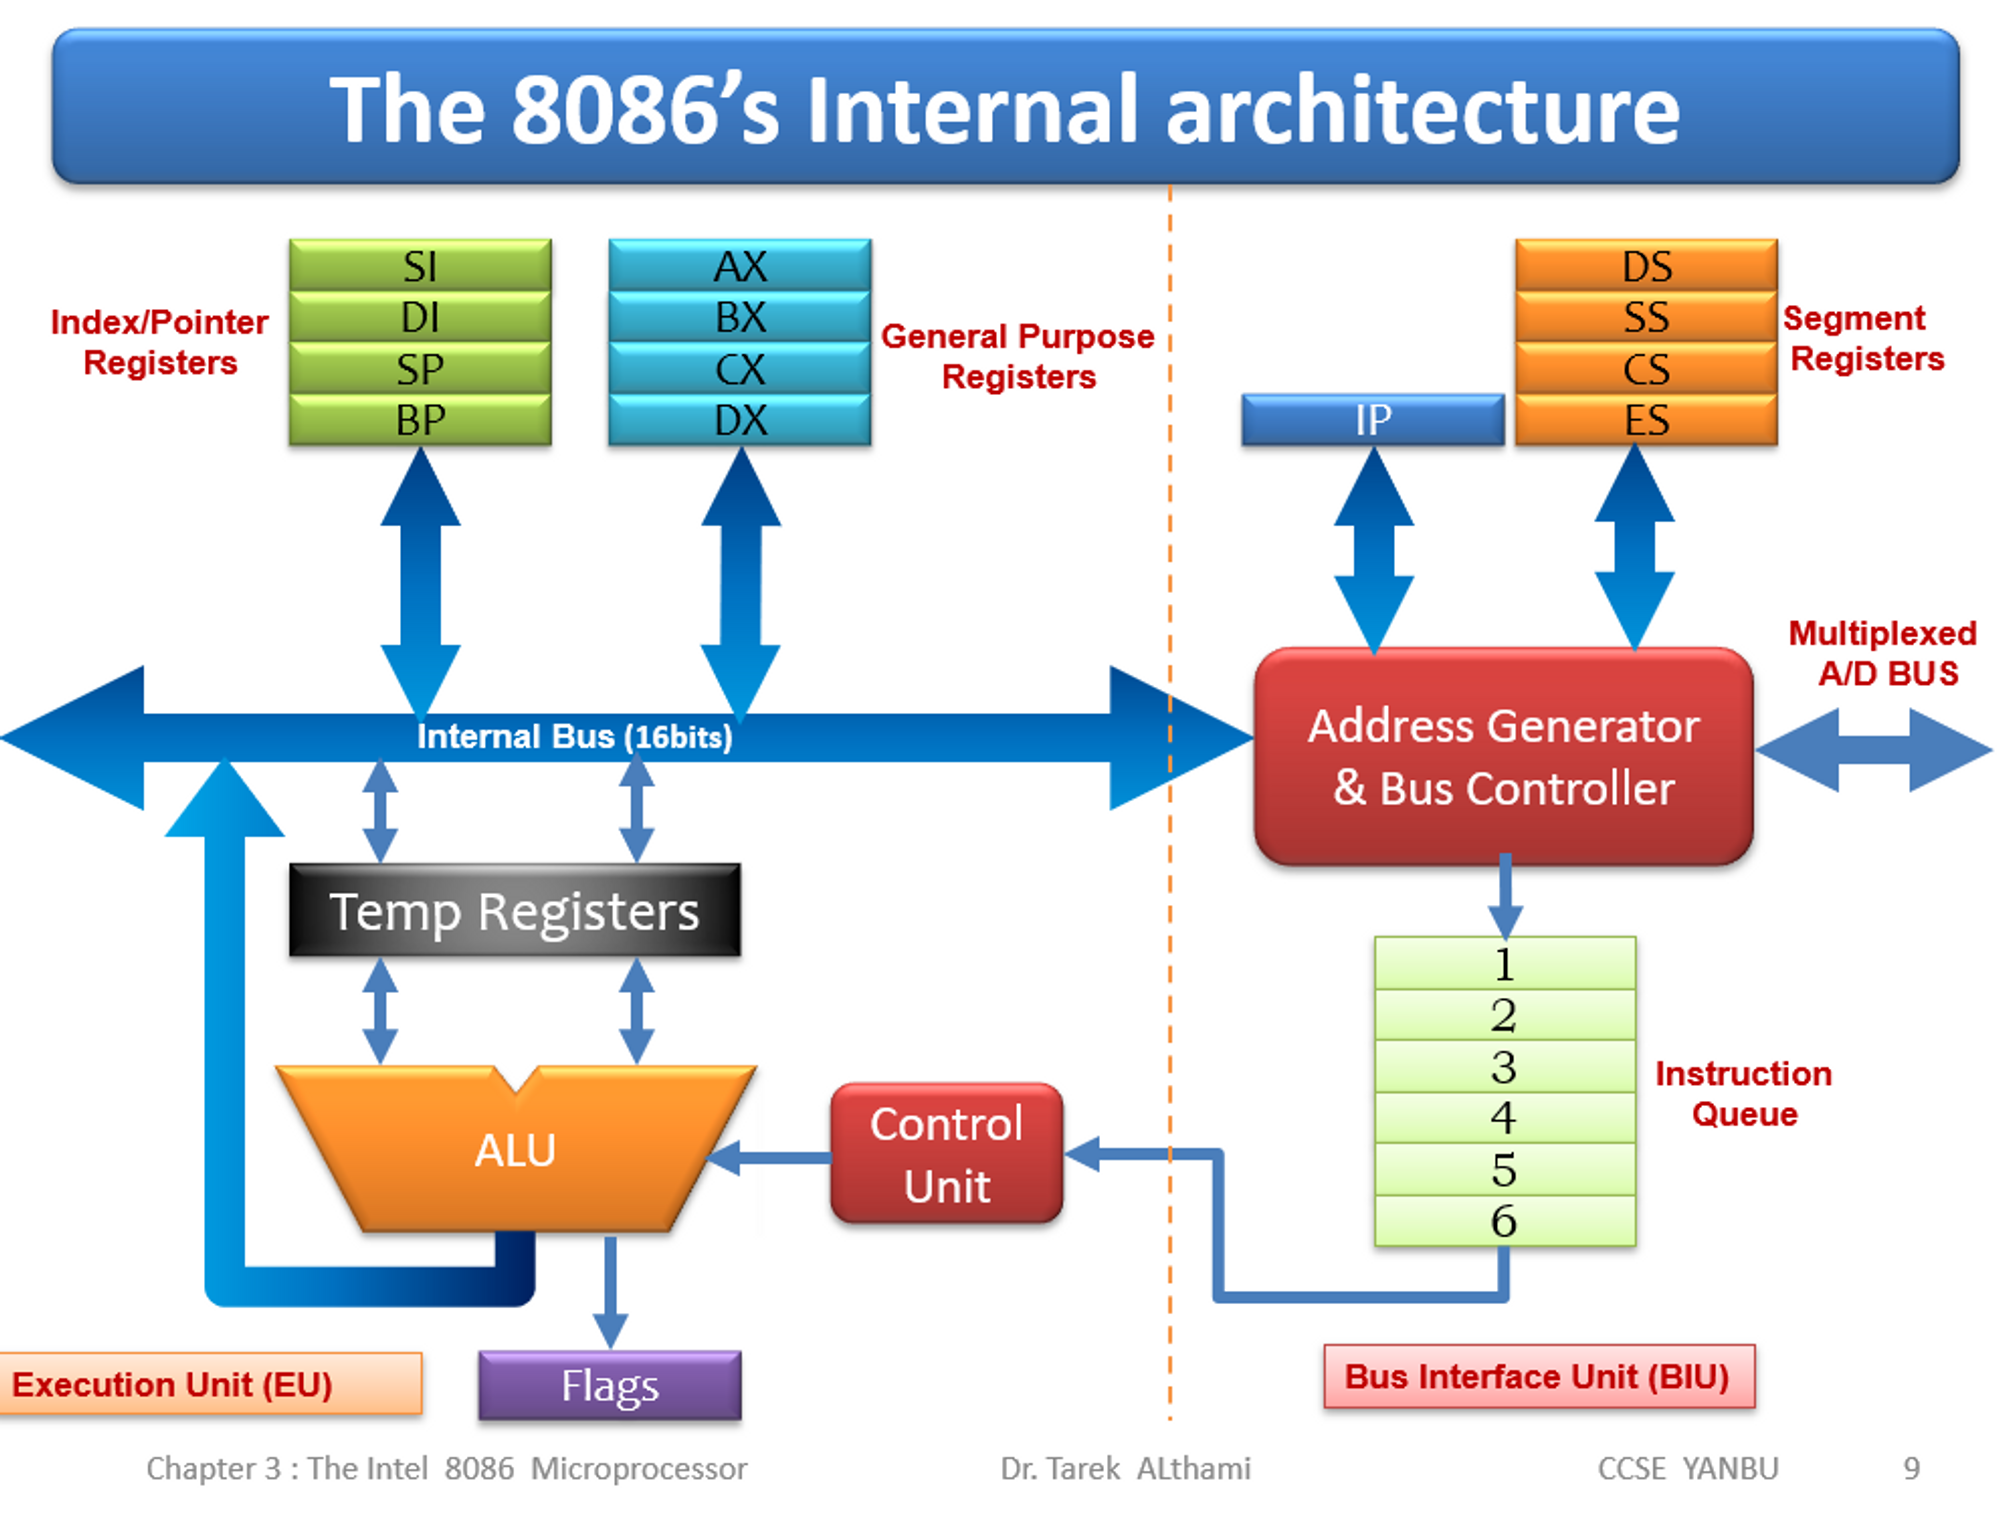 The 8086’s Internal architecture
Index/Pointer
Registers
SI
DI
SP
BP
AX
BX
CX
DX
General Purpose
Registers
IP
DS
SS
CS
ES
Segment
Registers
Internal Bus (16bits)
Address Generator
& Bus Controller
Multiplexed
A/D BUS
Temp Registers
ALU
Control
Unit
1
2
3
4
5
6
Instruction
Queue
Execution Unit (EU)
Flags
Bus Interface Unit (BIU)
Chapter 3 : The Intel 8086 Microprocessor
Dr. Tarek ALthami
CCSE YANBU
9